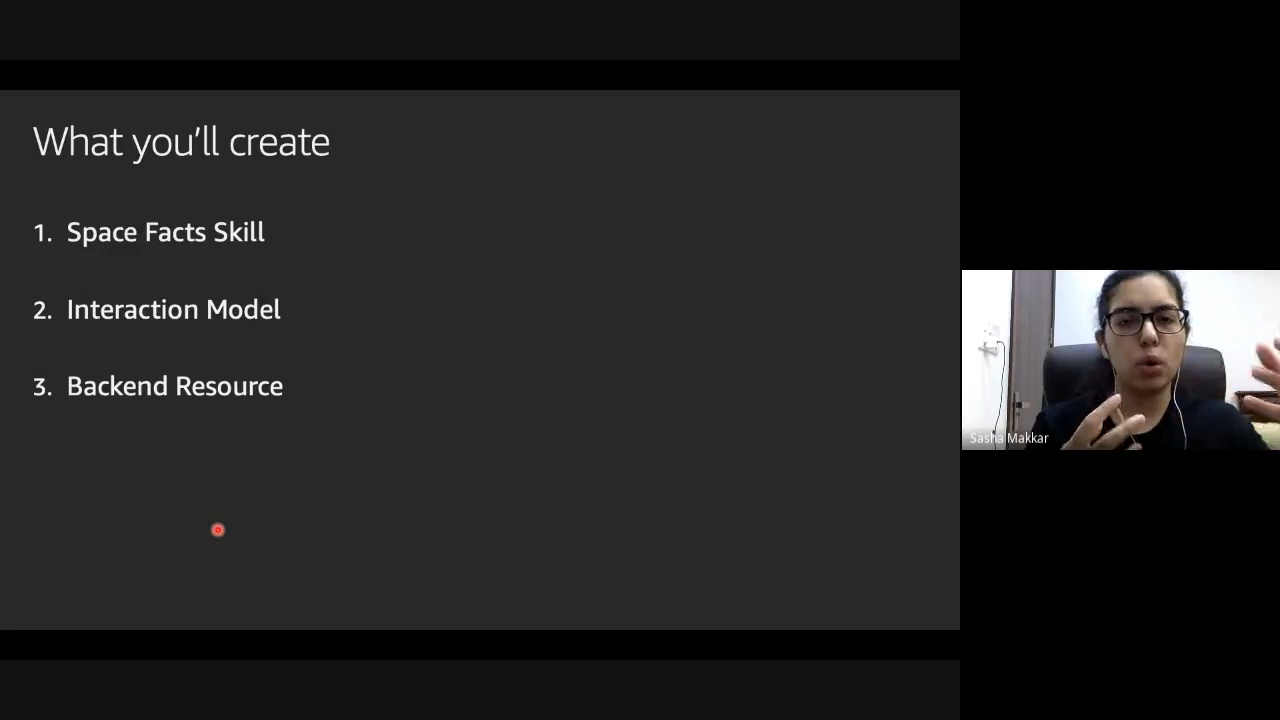 What you'll create
1. Space Facts Skill
2. Interaction Model
3. Backend Resource
Sasha Makkar